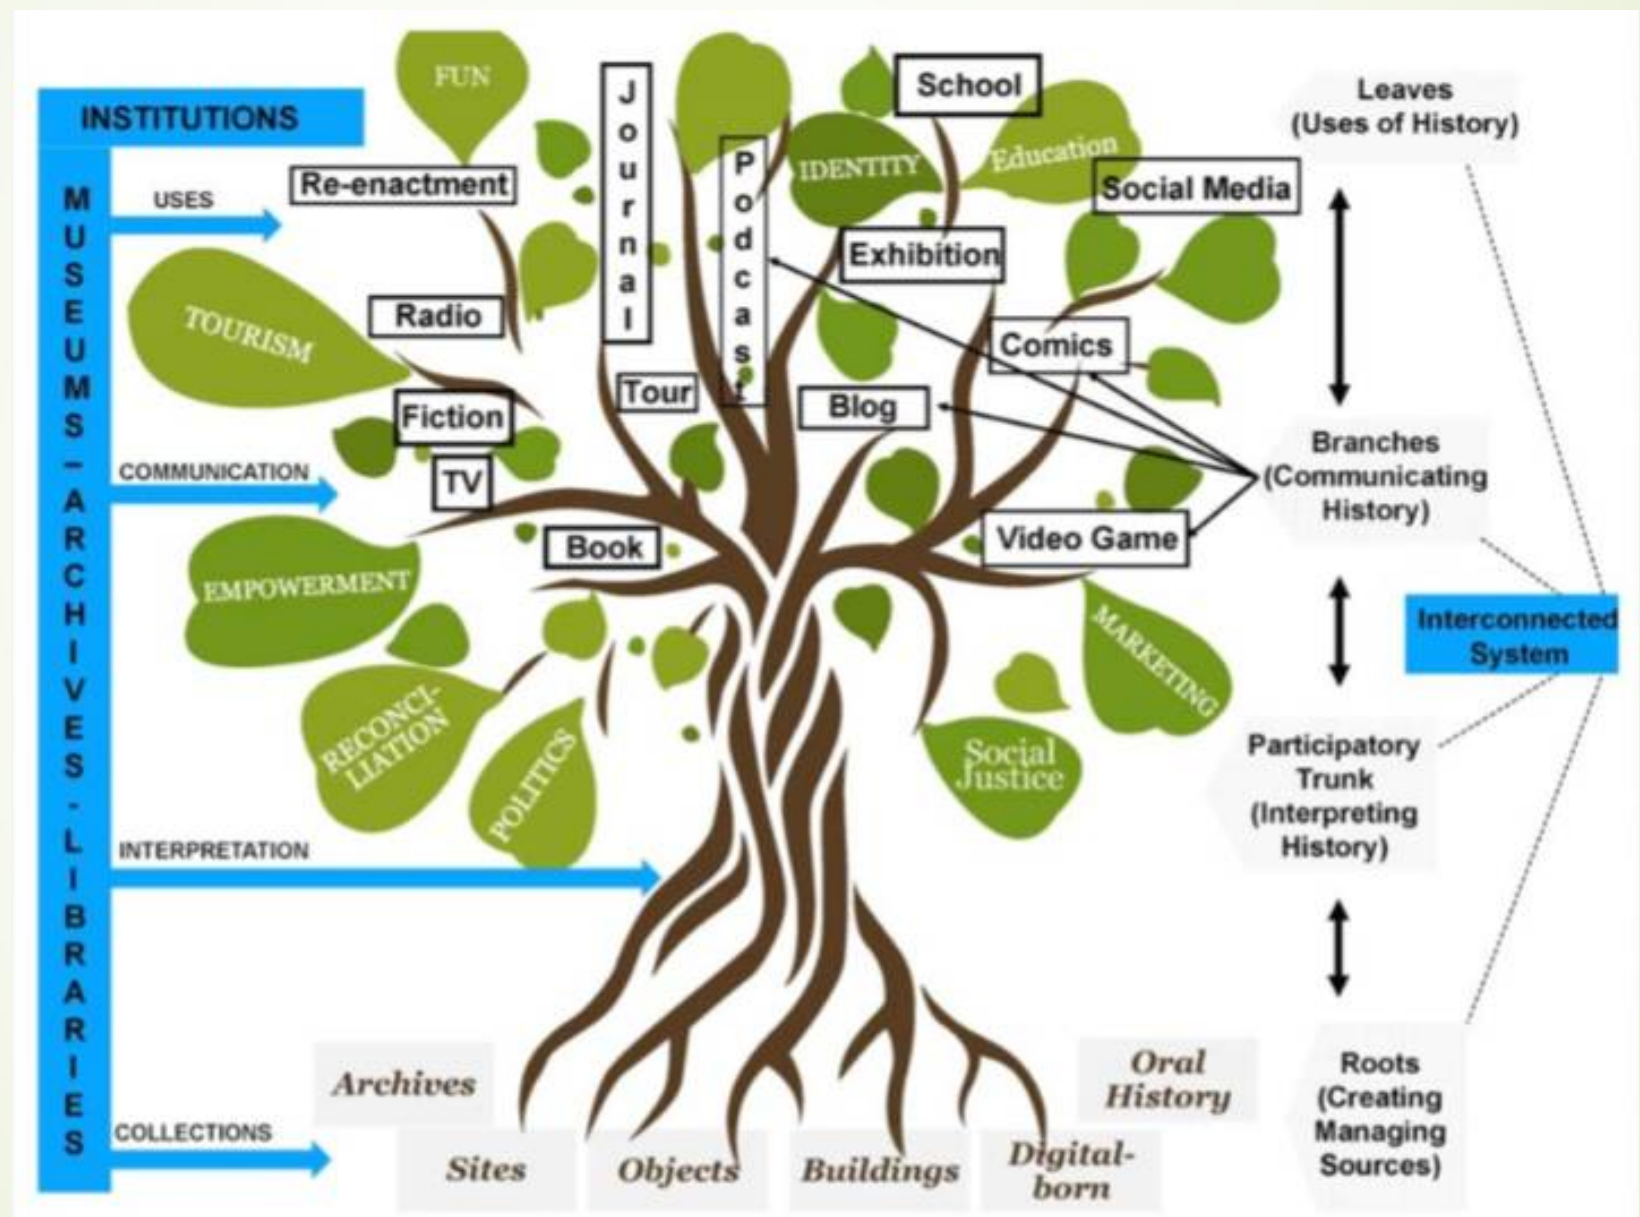 INSTITUTIONS
MUSEUMS – ARCHIVES - LIBRARIES
USES
COMMUNICATION
INTERPRETATION
COLLECTIONS
FUN
Re-enactment
Journal
Podcast
School
IDENTITY
Education
Social Media
Exhibition
TOURISM
Radio
Comics
Fiction
Tour
Blog
TV
Book
Video Game
EMPOWERMENT
MARKETING
RECONCI-
LIATION
POLITICS
Social
Justice
Archives
Sites
Objects
Buildings
Digital-
born
Oral
History
Leaves
(Uses of History)
Branches
(Communicating
History)
Interconnected
System
Participatory
Trunk
(Interpreting
History)
Roots
(Creating
Managing
Sources)